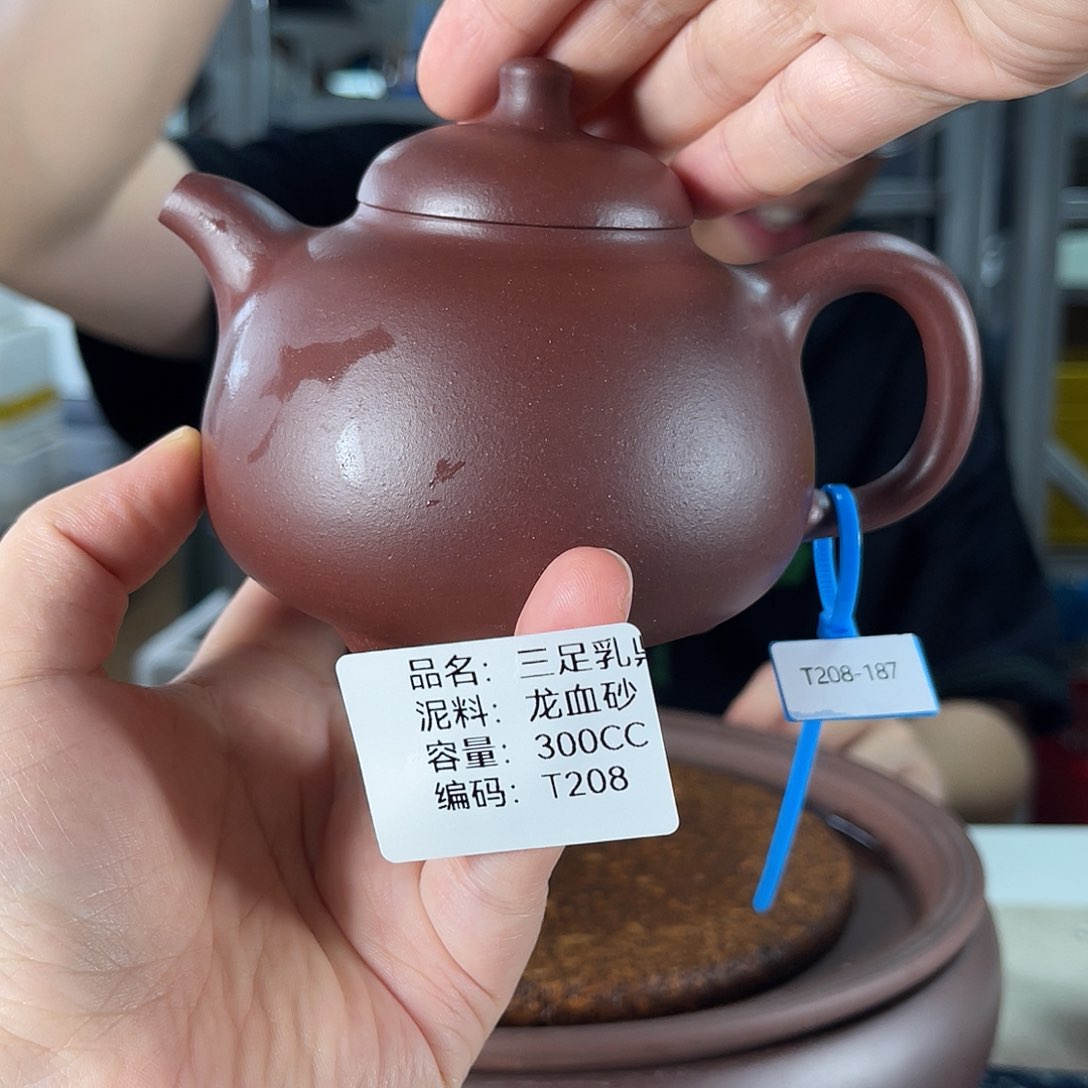 品名：三足乳
泥料：龙血砂
容量：300CC
编码：T208
T208-187